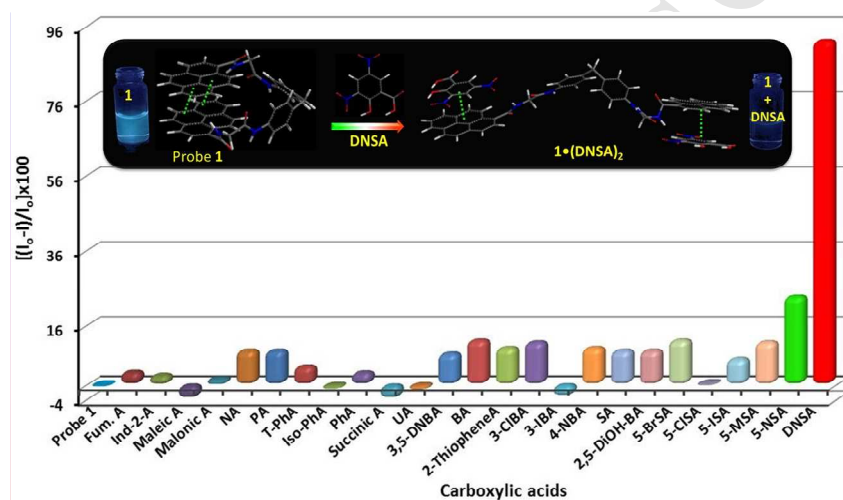 96
76
56
36
16
-4
[(Iₒ-I)/Iₒ]x100
1
Probe 1
DNSA
1•(DNSA)₂
1
+
DNSA
Probe 1
Fum. A
Ind-2-A
Maleic A
Malonic A
NA
PA
T-PhA
Iso-PhA
PhA
Succinic A
UA
3,5-DNBA
BA
2-ThiopheneA
3-ClBA
3-IBA
4-NBA
SA
2,5-DiOH-BA
5-BrSA
5-ClSA
5-ISA
5-MSA
5-NSA
DNSA
Carboxylic acids